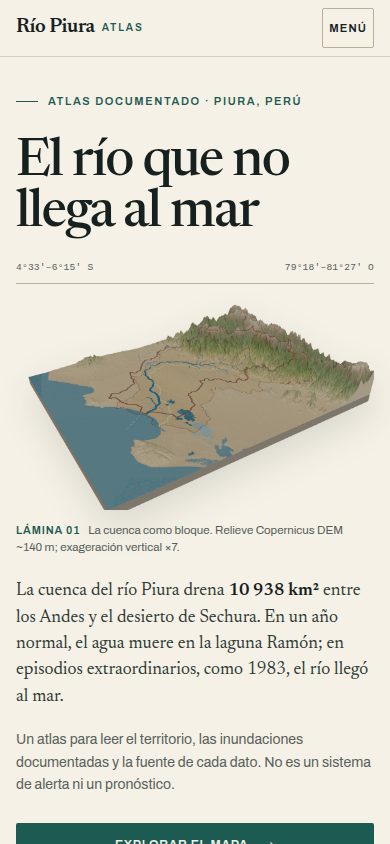 Río Piura ATLAS
MENÚ
ATLAS DOCUMENTADO · PIURA, PERÚ
El río que no
llega al mar
4°33'–6°15' S 79°18'–81°27' O
LÁMINA 01 La cuenca como bloque. Relieve Copernicus DEM
~140 m; exageración vertical ×7.
La cuenca del río Piura drena 10 938 km² entre
los Andes y el desierto de Sechura. En un año
normal, el agua muere en la laguna Ramón; en
episodios extraordinarios, como 1983, el río llegó
al mar.
Un atlas para leer el territorio, las inundaciones
documentadas y la fuente de cada dato. No es un sistema
de alerta ni un pronóstico.
EXPLORAR EL MAPA →